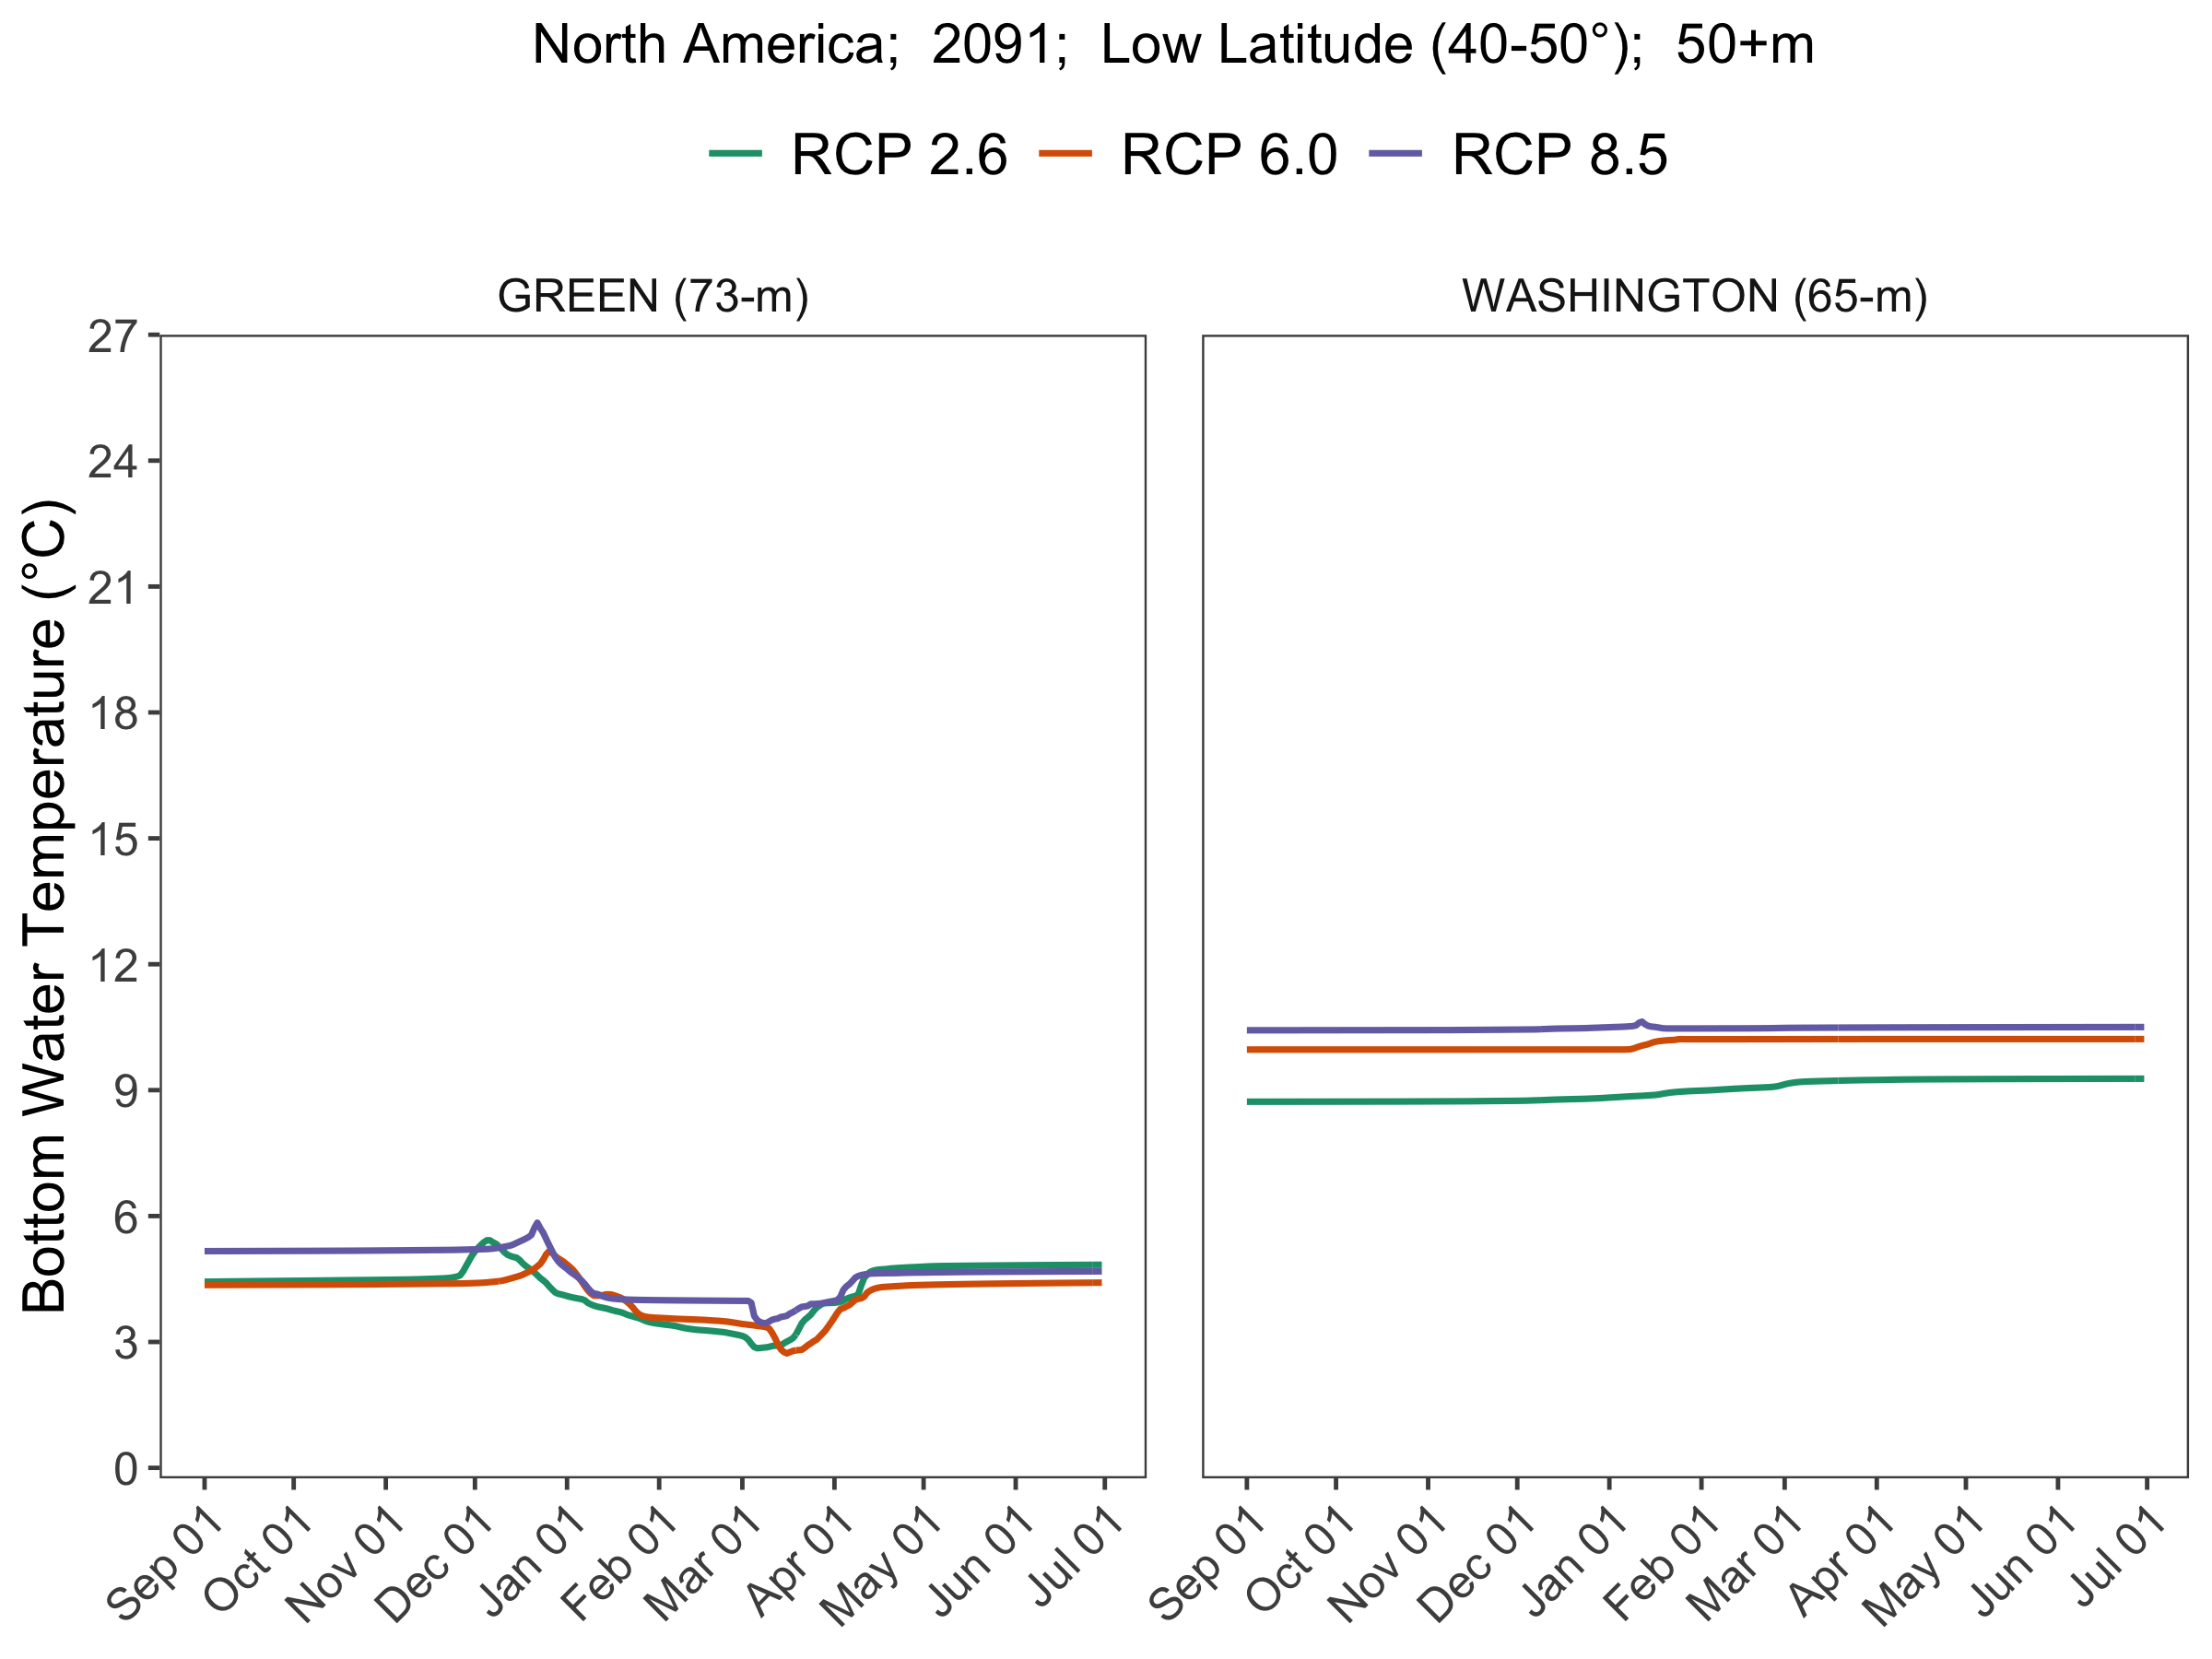 North America;  2091;  Low Latitude (40-50°);  50+m
RCP 2.6 RCP 6.0 RCP 8.5
GREEN (73-m) WASHINGTON (65-m)
Bottom Water Temperature (°C)
27
24
21
18
15
12
9
6
3
0
Sep 01 Oct 01 Nov 01 Dec 01 Jan 01 Feb 01 Mar 01 Apr 01 May 01 Jun 01 Jul 01 Sep 01 Oct 01 Nov 01 Dec 01 Jan 01 Feb 01 Mar 01 Apr 01 May 01 Jun 01 Jul 01